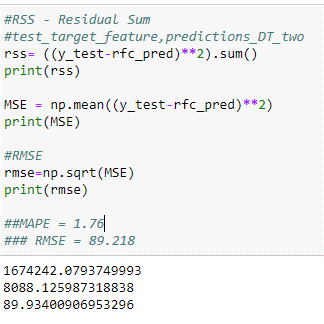 #RSS - Residual Sum
#test_target_feature,predictions_DT_two
rss= ((y_test-rfc_pred)**2).sum()
print(rss)
MSE = np.mean((y_test-rfc_pred)**2)
print(MSE)
#RMSE
rmse=np.sqrt(MSE)
print(rmse)
##MAPE = 1.76
### RMSE = 89.218
1674242.0793749993
8088.125987318838
89.93400906953296